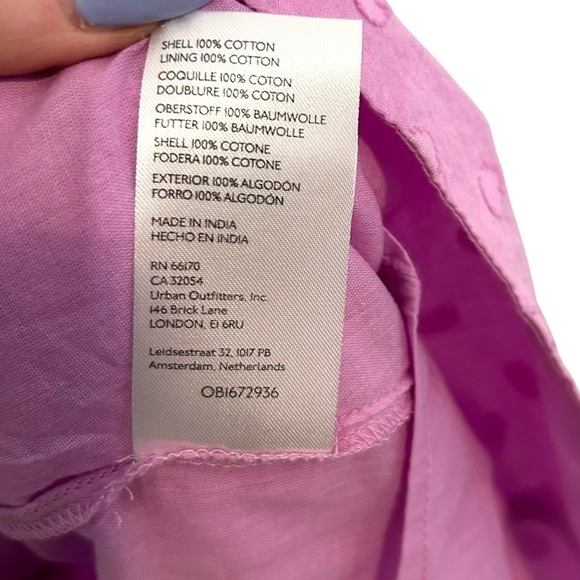 SHELL 100% COTTON
LINING 100% COTTON
COQUILLE 100% COTON
DOUBLURE 100% COTON
OBERSTOFF 100% BAUMWOLLE
FUTTER 100% BAUMWOLLE
SHELL 100% COTONE
FODERA 100% COTONE
EXTERIOR 100% ALGODÓN
FORRO 100% ALGODÓN
MADE IN INDIA
HECHO EN INDIA
RN 66170
CA 32054
Urban Outfitters, Inc.
146 Brick Lane
LONDON, E1 6RU
Leidsestraat 32, 1017 PB
Amsterdam, Netherlands
OB1672936